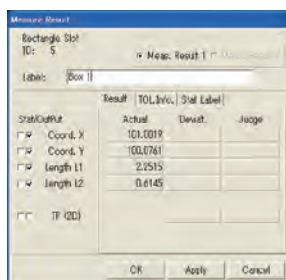 Measure Result
Rectangle Slot
ID: 5
Meas. Result 1
Label: Box 1
Result TOL.Info. Stat Label
Stat/OutPut Actual Deviat. Judge
Coord. X 101.0019
Coord. Y 100.0761
Length L1 2.2515
Length L2 0.6145
TF (2D)
OK Apply Cancel